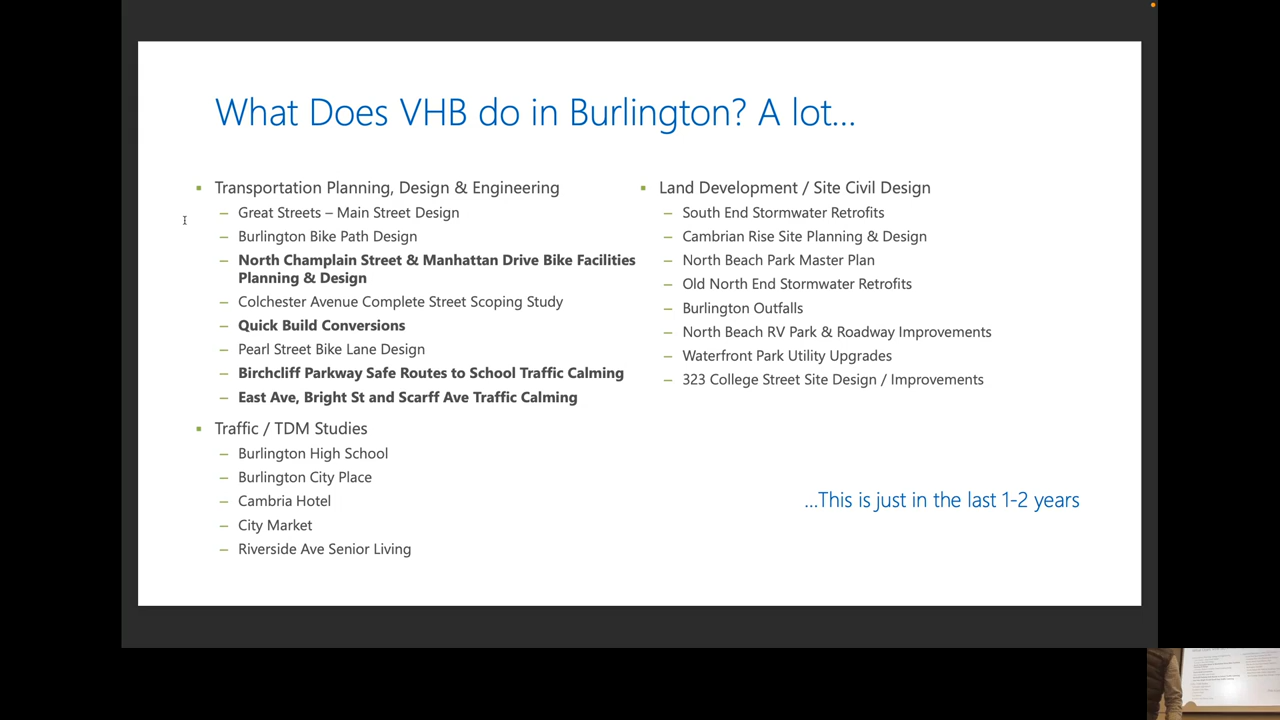 What Does VHB do in Burlington? A lot...
Transportation Planning, Design & Engineering
– Great Streets – Main Street Design
– Burlington Bike Path Design
– North Champlain Street & Manhattan Drive Bike Facilities
Planning & Design
– Colchester Avenue Complete Street Scoping Study
– Quick Build Conversions
– Pearl Street Bike Lane Design
– Birchcliff Parkway Safe Routes to School Traffic Calming
– East Ave, Bright St and Scarff Ave Traffic Calming
Traffic / TDM Studies
– Burlington High School
– Burlington City Place
– Cambria Hotel
– City Market
– Riverside Ave Senior Living
Land Development / Site Civil Design
– South End Stormwater Retrofits
– Cambrian Rise Site Planning & Design
– North Beach Park Master Plan
– Old North End Stormwater Retrofits
– Burlington Outfalls
– North Beach RV Park & Roadway Improvements
– Waterfront Park Utility Upgrades
– 323 College Street Site Design / Improvements
...This is just in the last 1-2 years